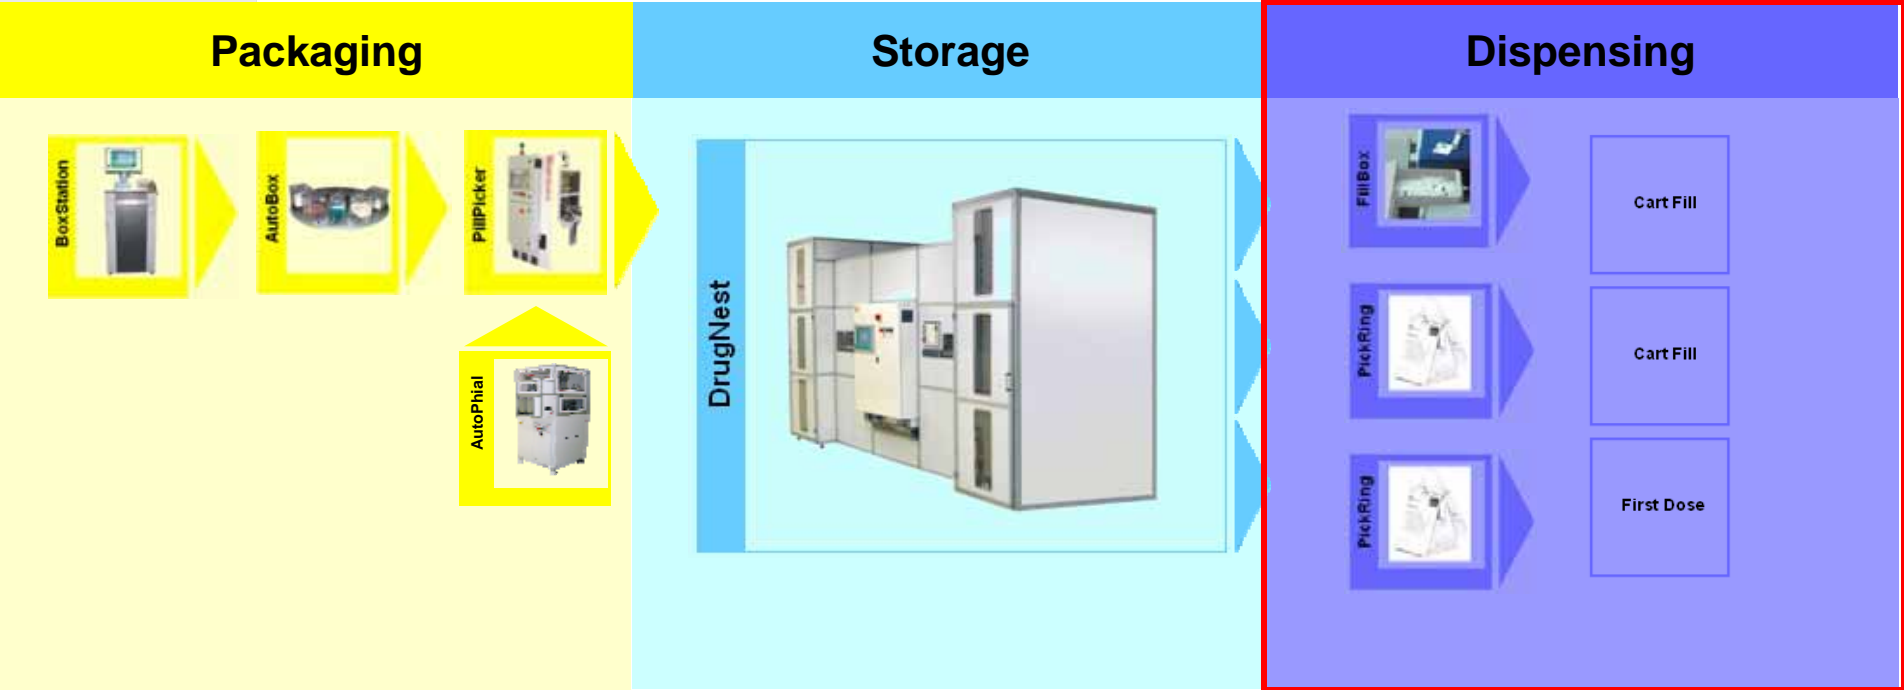 Packaging
Storage
Dispensing
BoxStation
AutoBox
PillPicker
AutoPhial
DrugNest
FillBox
Cart Fill
PickRing
Cart Fill
PickRing
First Dose